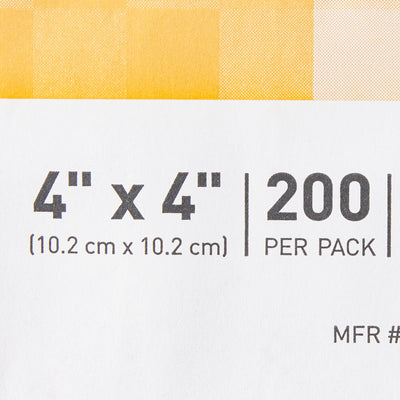 4" x 4" | 200 |
(10.2 cm x 10.2 cm) PER PACK
MFR #